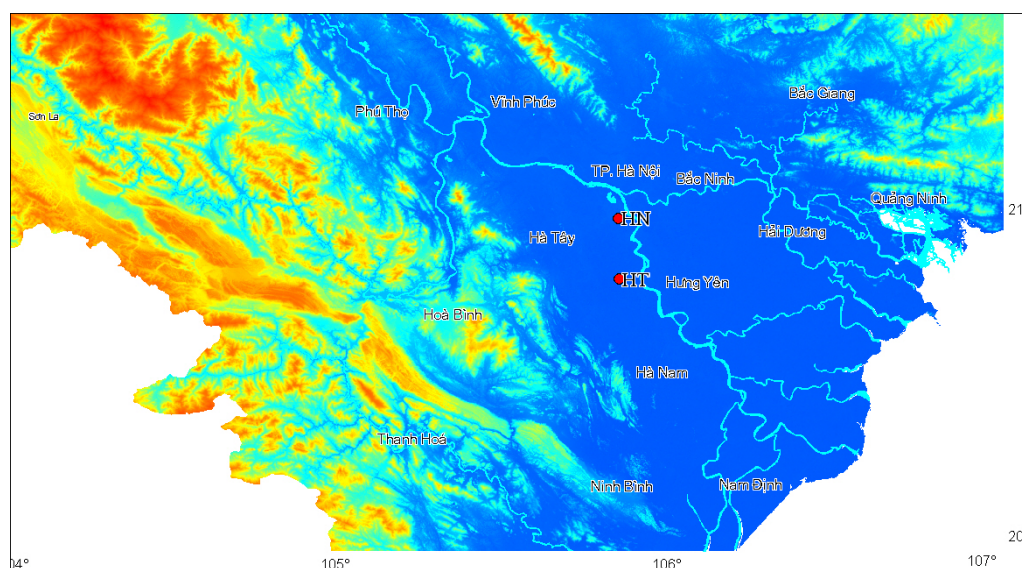 Bắc Giang
Vĩnh Phúc
Phú Thọ
Sơn La
TP. Hà Nội
Bắc Ninh
Quảng Ninh
21
HN
Hà Tây
Hải Dương
HT
Hưng Yên
Hoà Bình
Hà Nam
Thanh Hoá
Ninh Bình
Nam Định
20
04°
105°
106°
107°